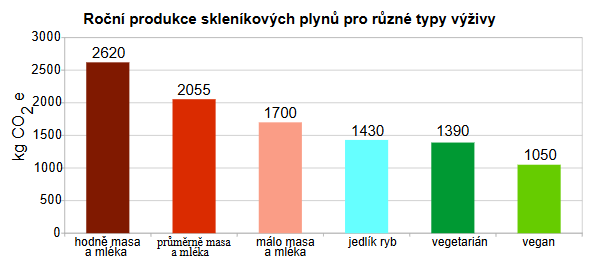 Roční produkce skleníkových plynů pro různé typy výživy
kg CO2 e
3000
2500
2000
1500
1000
500
0
2620
2055
1700
1430
1390
1050
hodně masa
a mléka
průměrně masa
a mléka
málo masa
a mléka
jedlík ryb
vegetarián
vegan